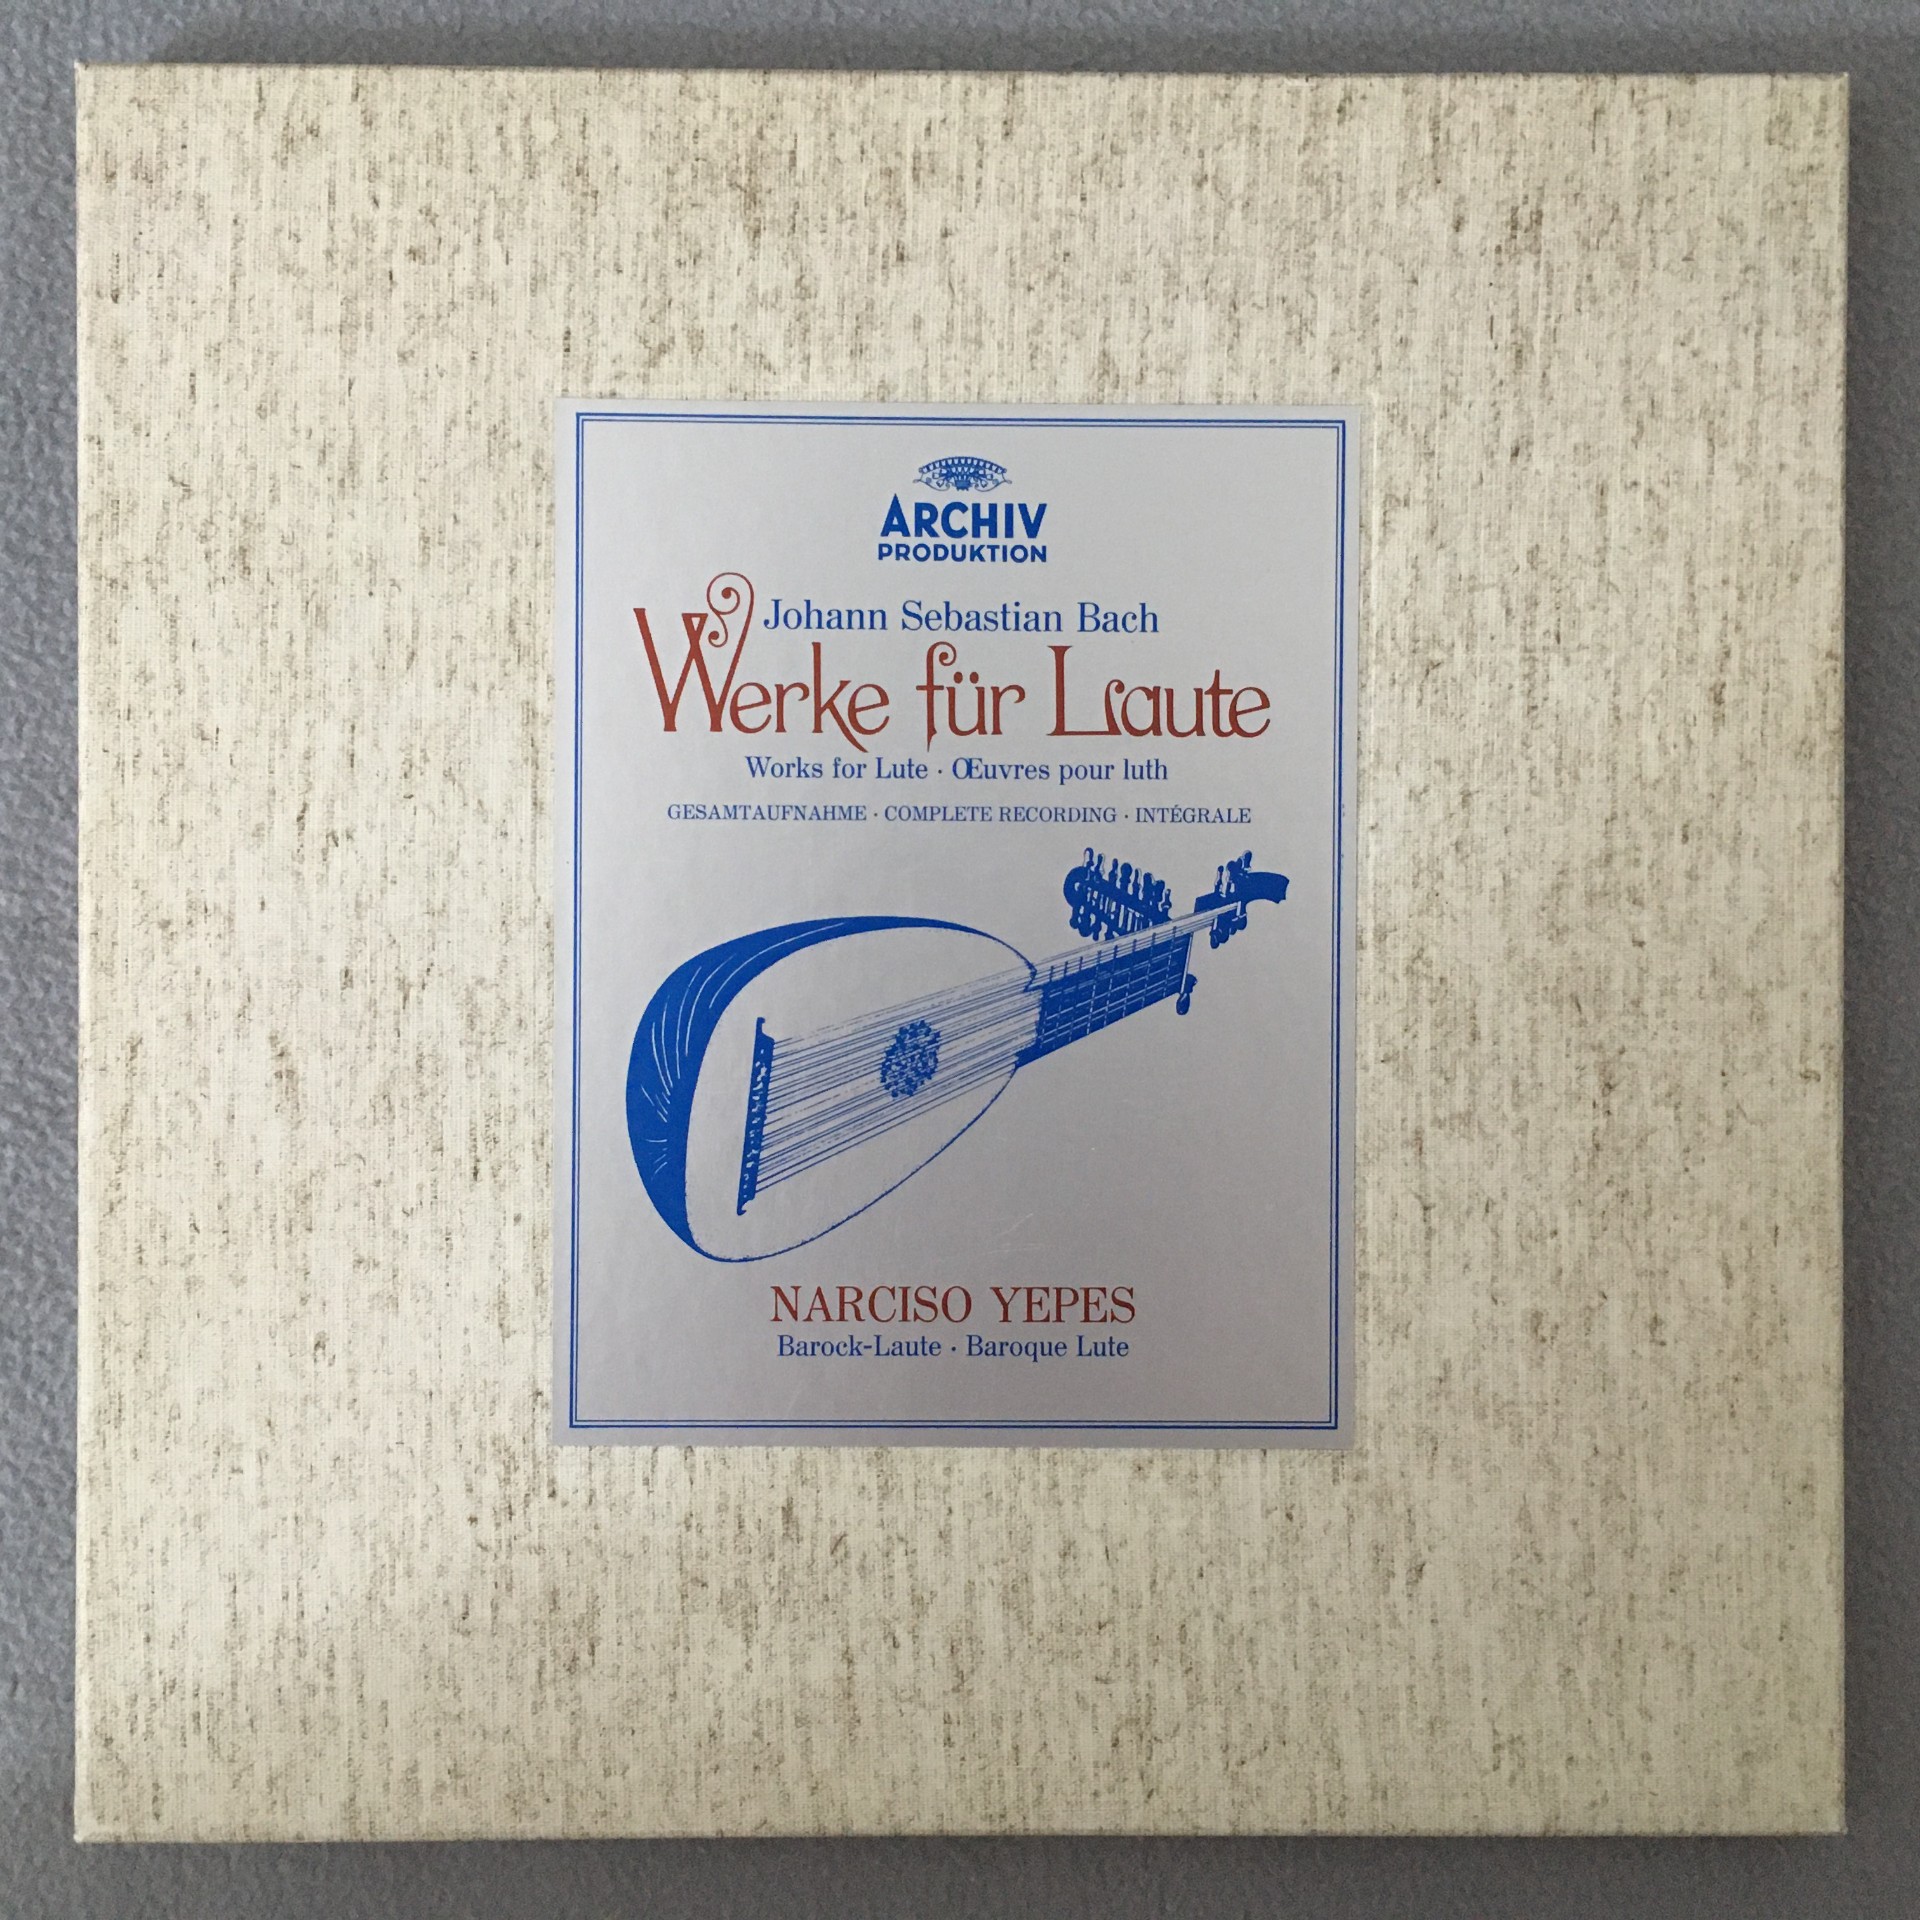 ARCHIV
PRODUKTION
Johann Sebastian Bach
Werke für Laute
Works for Lute · Œuvres pour luth
GESAMTAUFNAHME · COMPLETE RECORDING · INTÉGRALE
NARCISO YEPES
Barock-Laute · Baroque Lute